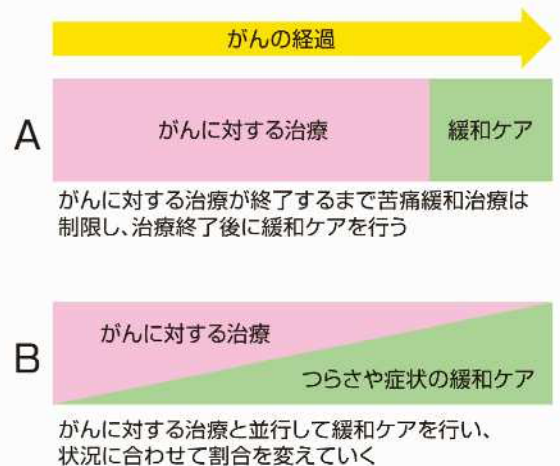 がんの経過
A
がんに対する治療
緩和ケア
がんに対する治療が終了するまで苦痛緩和治療は
制限し、治療終了後に緩和ケアを行う
B
がんに対する治療
つらさや症状の緩和ケア
がんに対する治療と並行して緩和ケアを行い、
状況に合わせて割合を変えていく